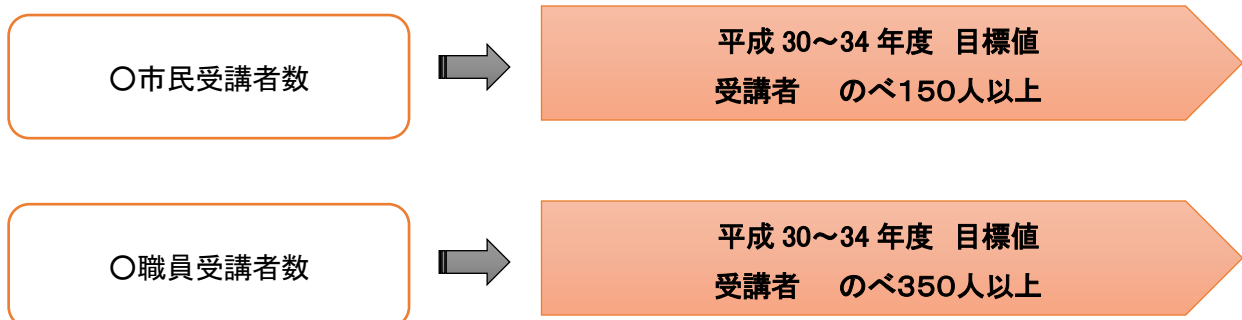 〇市民受講者数
平成 30～34 年度　目標値
受講者　のべ１５０人以上
〇職員受講者数
平成 30～34 年度　目標値
受講者　のべ３５０人以上